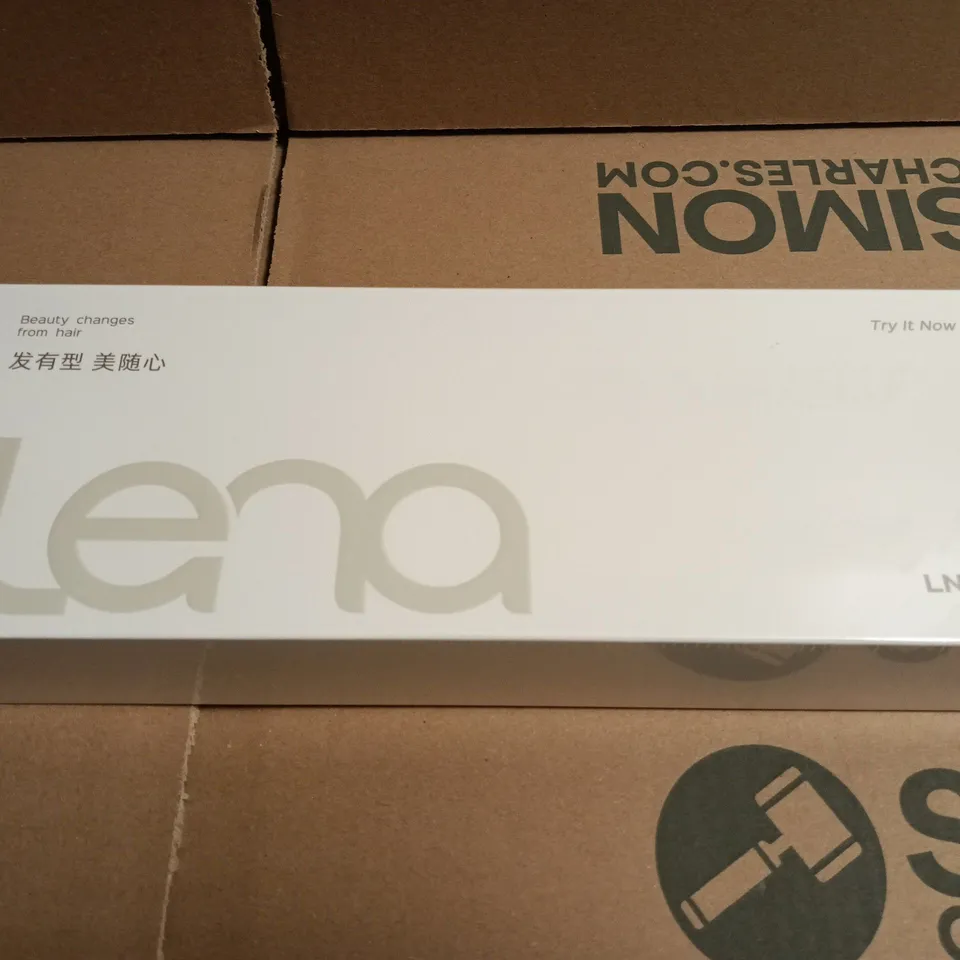 SIMON
CHARLES.COM
Beauty changes
from hair
发有型 美随心
Try It Now
Lena
LN